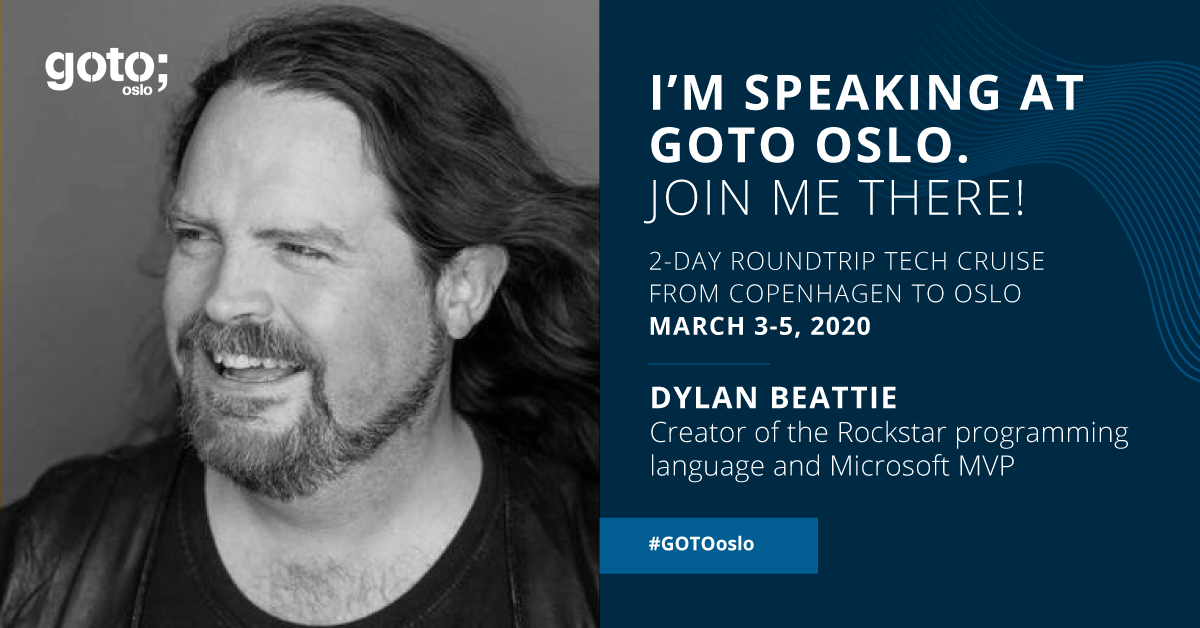 goto;
oslo
I’M SPEAKING AT
GOTO OSLO.
JOIN ME THERE!
2-DAY ROUNDTRIP TECH CRUISE
FROM COPENHAGEN TO OSLO
MARCH 3-5, 2020
DYLAN BEATTIE
Creator of the Rockstar programming
language and Microsoft MVP
#GOTOoslo